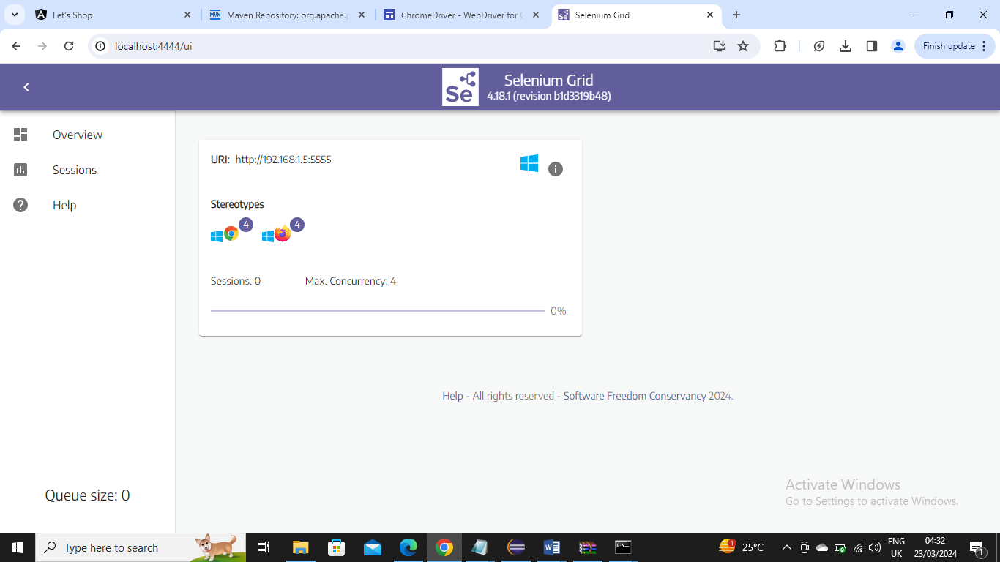 Let's Shop
Maven Repository: org.apache.
ChromeDriver - WebDriver for
Selenium Grid
localhost:4444/ui
Finish update
Se
Selenium Grid
4.18.1 (revision b1d3319b48)
Overview
Sessions
Help
Queue size: 0
URI: http://192.168.1.5:5555
Stereotypes
4 4
Sessions: 0 Max. Concurrency: 4
0%
Help - All rights reserved - Software Freedom Conservancy 2024.
Activate Windows
Go to Settings to activate Windows.
Type here to search
1
25°C
ENG
UK
04:32
23/03/2024
1